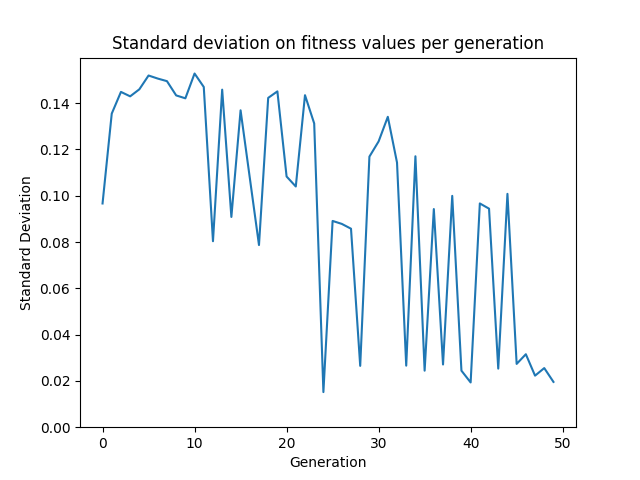 Standard deviation on fitness values per generation
0.14
0.12
0.10
0.08
0.06
0.04
0.02
0.00
Standard Deviation
0 10 20 30 40 50
Generation